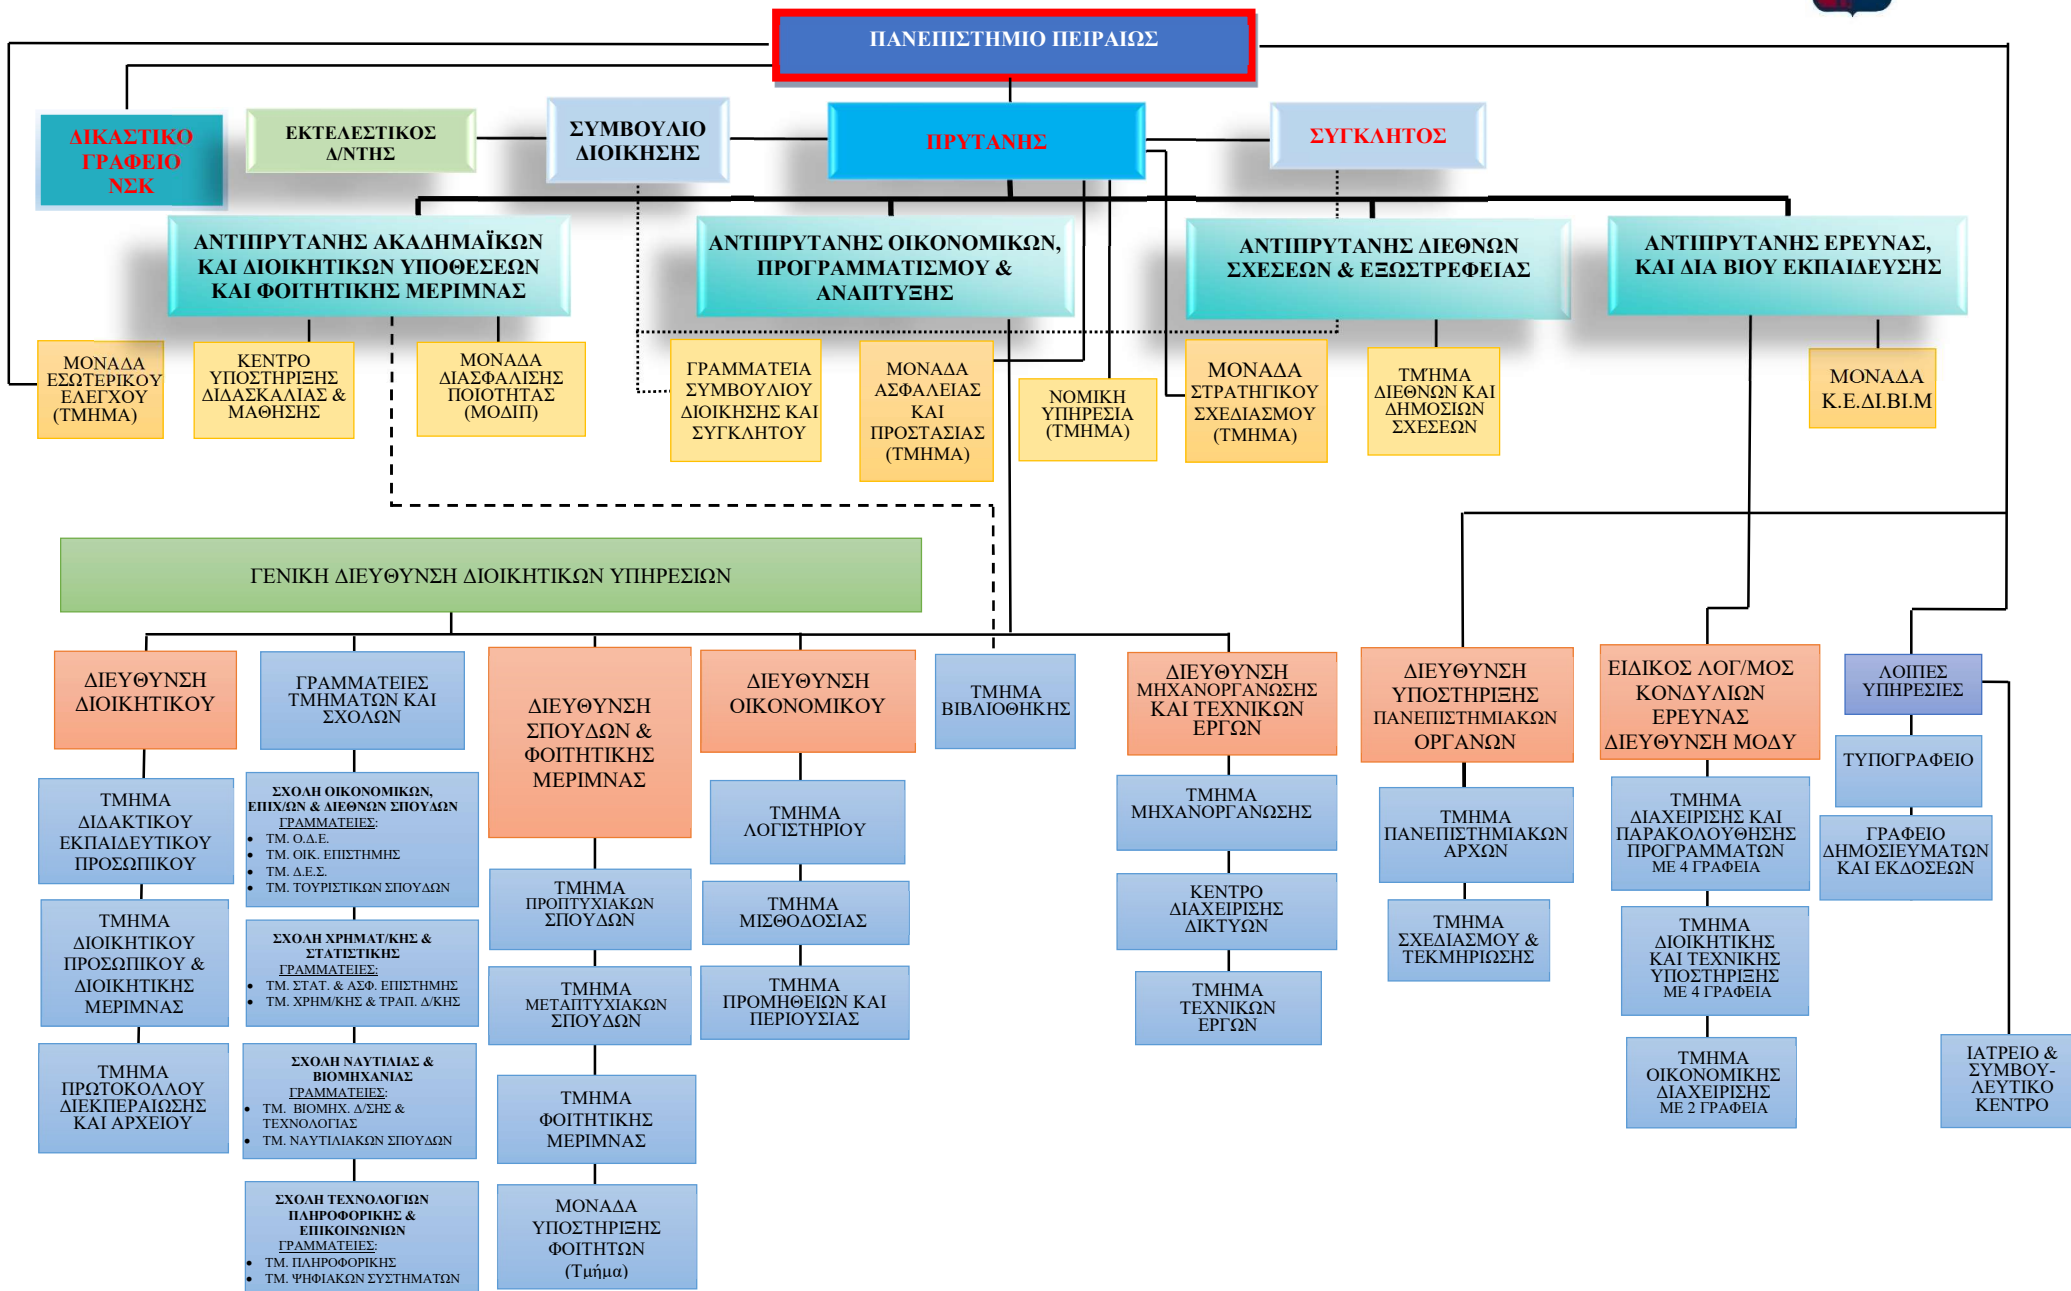 ΠΑΝΕΠΙΣΤΗΜΙΟ ΠΕΙΡΑΙΩΣ
ΔΙΚΑΣΤΙΚΟ
ΓΡΑΦΕΙΟ
ΝΣΚ
ΕΚΤΕΛΕΣΤΙΚΟΣ
Δ/ΝΤΗΣ
ΣΥΜΒΟΥΛΙΟ
ΔΙΟΙΚΗΣΗΣ
ΠΡΥΤΑΝΗΣ
ΣΥΓΚΛΗΤΟΣ
ΑΝΤΙΠΡΥΤΑΝΗΣ ΑΚΑΔΗΜΑΪΚΩΝ
ΚΑΙ ΔΙΟΙΚΗΤΙΚΩΝ ΥΠΟΘΕΣΕΩΝ
ΚΑΙ ΦΟΙΤΗΤΙΚΗΣ ΜΕΡΙΜΝΑΣ
ΑΝΤΙΠΡΥΤΑΝΗΣ ΟΙΚΟΝΟΜΙΚΩΝ,
ΠΡΟΓΡΑΜΜΑΤΙΣΜΟΥ &
ΑΝΑΠΤΥΞΗΣ
ΑΝΤΙΠΡΥΤΑΝΗΣ ΔΙΕΘΝΩΝ
ΣΧΕΣΕΩΝ & ΕΞΩΣΤΡΕΦΕΙΑΣ
ΑΝΤΙΠΡΥΤΑΝΗΣ ΕΡΕΥΝΑΣ,
ΚΑΙ ΔΙΑ ΒΙΟΥ ΕΚΠΑΙΔΕΥΣΗΣ
ΜΟΝΑΔΑ
ΕΣΩΤΕΡΙΚΟΥ
ΕΛΕΓΧΟΥ
(ΤΜΗΜΑ)
ΚΕΝΤΡΟ
ΥΠΟΣΤΗΡΙΞΗΣ
ΔΙΔΑΣΚΑΛΙΑΣ &
ΜΑΘΗΣΗΣ
ΜΟΝΑΔΑ
ΔΙΑΣΦΑΛΙΣΗΣ
ΠΟΙΟΤΗΤΑΣ
(ΜΟΔΙΠ)
ΓΡΑΜΜΑΤΕΊΑ
ΣΥΜΒΟΥΛΙΟΥ
ΔΙΟΙΚΗΣΗΣ ΚΑΙ
ΣΥΓΚΛΗΤΟΥ
ΜΟΝΑΔΑ
ΑΣΦΑΛΕΙΑΣ
ΚΑΙ
ΠΡΟΣΤΑΣΙΑΣ
(ΤΜΗΜΑ)
ΝΟΜΙΚΗ
ΥΠΗΡΕΣΙΑ
(ΤΜΗΜΑ)
ΜΟΝΑΔΑ
ΣΤΡΑΤΗΓΙΚΟΥ
ΣΧΕΔΙΑΣΜΟΥ
(ΤΜΗΜΑ)
ΤΜΉΜΑ
ΔΙΕΘΝΩΝ ΚΑΙ
ΔΗΜΟΣΙΩΝ
ΣΧΕΣΕΩΝ
ΜΟΝΑΔΑ
Κ.Ε.ΔΙ.ΒΙ.Μ
ΓΕΝΙΚΗ ΔΙΕΥΘΥΝΣΗ ΔΙΟΙΚΗΤΙΚΩΝ ΥΠΗΡΕΣΙΩΝ
ΔΙΕΥΘΥΝΣΗ
ΔΙΟΙΚΗΤΙΚΟΥ
ΤΜΗΜΑ
ΔΙΔΑΚΤΙΚΟΥ
ΕΚΠΑΙΔΕΥΤΙΚΟΥ
ΠΡΟΣΩΠΙΚΟΥ
ΤΜΗΜΑ
ΔΙΟΙΚΗΤΙΚΟΥ
ΠΡΟΣΩΠΙΚΟΥ &
ΔΙΟΙΚΗΤΙΚΗΣ
ΜΕΡΙΜΝΑΣ
ΤΜΗΜΑ
ΠΡΩΤΟΚΟΛΛΟΥ
ΔΙΕΚΠΕΡΑΙΩΣΗΣ
ΚΑΙ ΑΡΧΕΙΟΥ
ΓΡΑΜΜΑΤΕΙΕΣ
ΤΜΗΜΑΤΩΝ ΚΑΙ
ΣΧΟΛΩΝ
ΣΧΟΛΗ ΟΙΚΟΝΟΜΙΚΩΝ,
ΕΠΙΧ/ΩΝ & ΔΙΕΘΝΩΝ ΣΠΟΥΔΩΝ
ΓΡΑΜΜΑΤΕΙΕΣ:
• ΤΜ. Ο.Δ.Ε.
• ΤΜ. ΟΙΚ. ΕΠΙΣΤΗΜΗΣ
• ΤΜ. Δ.Ε.Σ.
• ΤΜ. ΤΟΥΡΙΣΤΙΚΩΝ ΣΠΟΥΔΩΝ
ΣΧΟΛΗ ΧΡΗΜΑΤ/ΚΗΣ &
ΣΤΑΤΙΣΤΙΚΗΣ
ΓΡΑΜΜΑΤΕΙΕΣ:
• ΤΜ. ΣΤΑΤ. & ΑΣΦ. ΕΠΙΣΤΗΜΗΣ
• ΤΜ. ΧΡΗΜ/ΚΗΣ & ΤΡΑΠ. Δ/ΚΗΣ
ΣΧΟΛΗ ΝΑΥΤΙΛΙΑΣ &
ΒΙΟΜΗΧΑΝΙΑΣ
ΓΡΑΜΜΑΤΕΙΕΣ:
• ΤΜ. ΒΙΟΜΗΧ. Δ/ΣΗΣ &
ΤΕΧΝΟΛΟΓΙΑΣ
• ΤΜ. ΝΑΥΤΙΛΙΑΚΩΝ ΣΠΟΥΔΩΝ
ΣΧΟΛΗ ΤΕΧΝΟΛΟΓΙΩΝ
ΠΛΗΡΟΦΟΡΙΚΗΣ &
ΕΠΙΚΟΙΝΩΝΙΩΝ
ΓΡΑΜΜΑΤΕΙΕΣ:
• ΤΜ. ΠΛΗΡΟΦΟΡΙΚΗΣ
• ΤΜ. ΨΗΦΙΑΚΩΝ ΣΥΣΤΗΜΑΤΩΝ
ΔΙΕΥΘΥΝΣΗ
ΣΠΟΥΔΩΝ &
ΦΟΙΤΗΤΙΚΗΣ
ΜΕΡΙΜΝΑΣ
ΤΜΗΜΑ
ΠΡΟΠΤΥΧΙΑΚΩΝ
ΣΠΟΥΔΩΝ
ΤΜΗΜΑ
ΜΕΤΑΠΤΥΧΙΑΚΩΝ
ΣΠΟΥΔΩΝ
ΤΜΗΜΑ
ΦΟΙΤΗΤΙΚΗΣ
ΜΕΡΙΜΝΑΣ
ΜΟΝΑΔΑ
ΥΠΟΣΤΗΡΙΞΗΣ
ΦΟΙΤΗΤΩΝ
(Τμήμα)
ΔΙΕΥΘΥΝΣΗ
ΟΙΚΟΝΟΜΙΚΟΥ
ΤΜΗΜΑ
ΛΟΓΙΣΤΗΡΙΟΥ
ΤΜΗΜΑ
ΜΙΣΘΟΔΟΣΙΑΣ
ΤΜΗΜΑ
ΠΡΟΜΗΘΕΙΩΝ ΚΑΙ
ΠΕΡΙΟΥΣΙΑΣ
ΤΜΗΜΑ
ΒΙΒΛΙΟΘΗΚΗΣ
ΔΙΕΥΘΥΝΣΗ
ΜΗΧΑΝΟΡΓΑΝΩΣΗΣ
ΚΑΙ ΤΕΧΝΙΚΩΝ
ΕΡΓΩΝ
ΤΜΗΜΑ
ΜΗΧΑΝΟΡΓΑΝΩΣΗΣ
ΚΕΝΤΡΟ
ΔΙΑΧΕΙΡΙΣΗΣ
ΔΙΚΤΥΩΝ
ΤΜΗΜΑ
ΤΕΧΝΙΚΩΝ
ΕΡΓΩΝ
ΔΙΕΥΘΥΝΣΗ
ΥΠΟΣΤΗΡΙΞΗΣ
ΠΑΝΕΠΙΣΤΗΜΙΑΚΩΝ
ΟΡΓΑΝΩΝ
ΤΜΗΜΑ
ΠΑΝΕΠΙΣΤΗΜΙΑΚΩΝ
ΑΡΧΩΝ
ΤΜΗΜΑ
ΣΧΕΔΙΑΣΜΟΥ &
ΤΕΚΜΗΡΙΩΣΗΣ
ΕΙΔΙΚΟΣ ΛΟΓ/ΜΟΣ
ΚΟΝΔΥΛΙΩΝ
ΕΡΕΥΝΑΣ
ΔΙΕΥΘΥΝΣΗ ΜΟΔΥ
ΤΜΗΜΑ
ΔΙΑΧΕΙΡΙΣΗΣ ΚΑΙ
ΠΑΡΑΚΟΛΟΥΘΗΣΗΣ
ΠΡΟΓΡΑΜΜΑΤΩΝ
ΜΕ 4 ΓΡΑΦΕΙΑ
ΤΜΗΜΑ
ΔΙΟΙΚΗΤΙΚΗΣ
ΚΑΙ ΤΕΧΝΙΚΗΣ
ΥΠΟΣΤΗΡΙΞΗΣ
ΜΕ 4 ΓΡΑΦΕΙΑ
ΤΜΗΜΑ
ΟΙΚΟΝΟΜΙΚΗΣ
ΔΙΑΧΕΙΡΙΣΗΣ
ΜΕ 2 ΓΡΑΦΕΙΑ
ΛΟΙΠΕΣ
ΥΠΗΡΕΣΙΕΣ
ΤΥΠΟΓΡΑΦΕΙΟ
ΓΡΑΦΕΙΟ
ΔΗΜΟΣΙΕΥΜΑΤΩΝ
ΚΑΙ ΕΚΔΟΣΕΩΝ
ΙΑΤΡΕΙΟ &
ΣΥΜΒΟΥ-
ΛΕΥΤΙΚΟ
ΚΕΝΤΡΟ